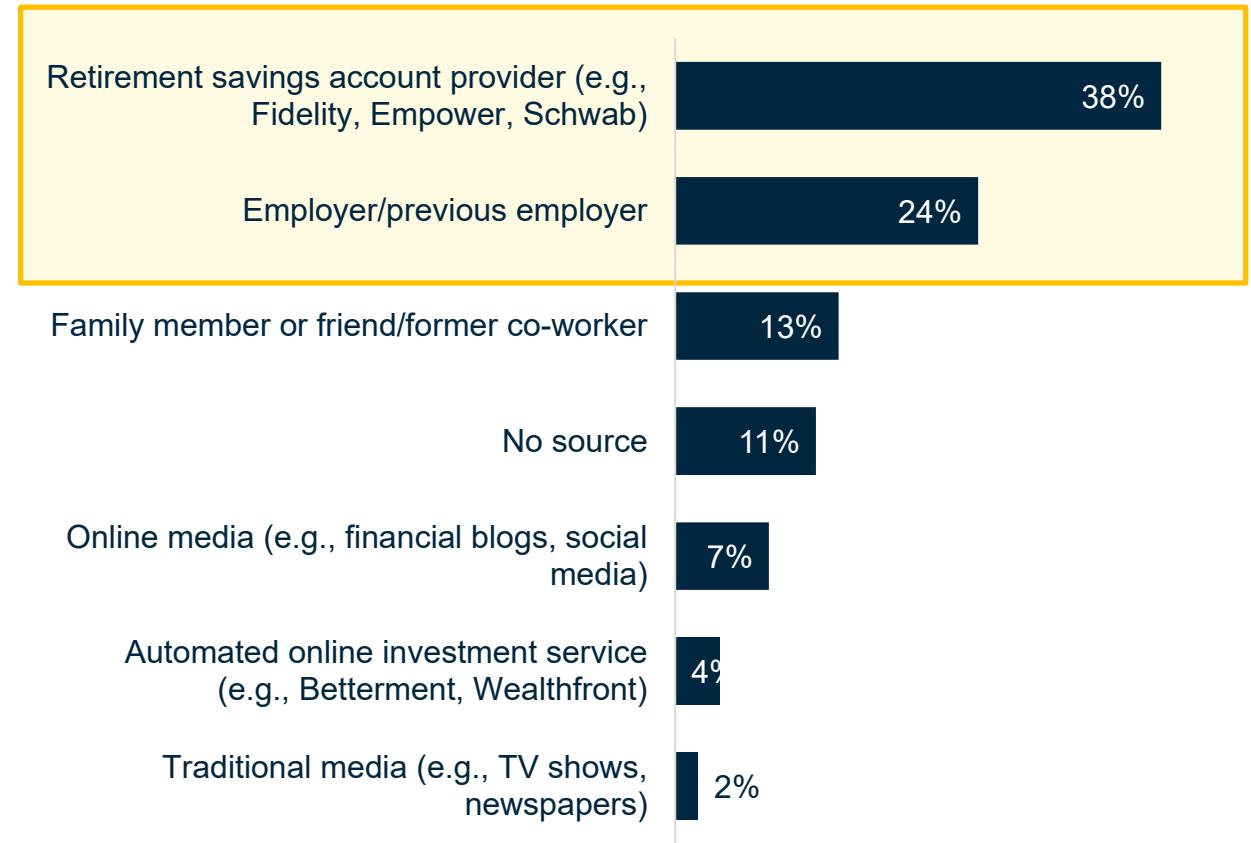 Retirement savings account provider (e.g.,
Fidelity, Empower, Schwab)
38%
Employer/previous employer
24%
Family member or friend/former co-worker
13%
No source
11%
Online media (e.g., financial blogs, social
media)
7%
Automated online investment service
(e.g., Betterment, Wealthfront)
4%
Traditional media (e.g., TV shows,
newspapers)
2%